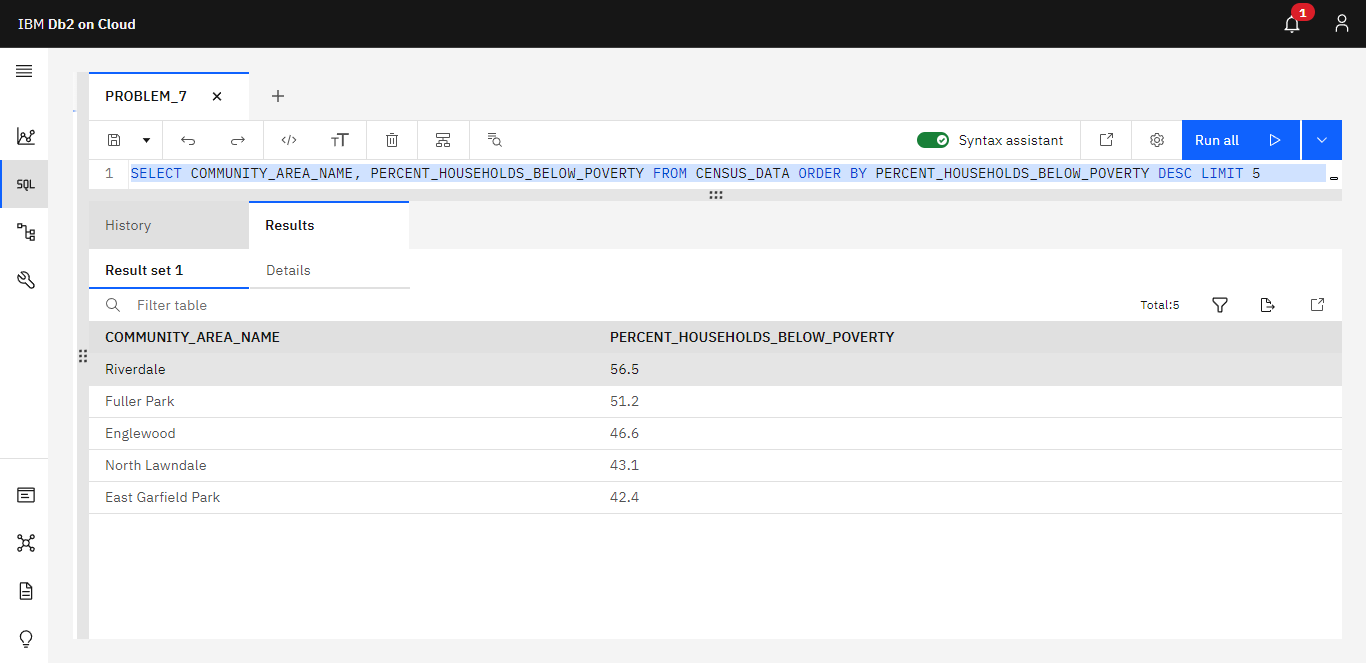 IBM Db2 on Cloud
1
PROBLEM_7
Syntax assistant
Run all
1 SELECT COMMUNITY_AREA_NAME, PERCENT_HOUSEHOLDS_BELOW_POVERTY FROM CENSUS_DATA ORDER BY PERCENT_HOUSEHOLDS_BELOW_POVERTY DESC LIMIT 5
SQL
History Results
Result set 1 Details
Filter table Total:5
COMMUNITY_AREA_NAME PERCENT_HOUSEHOLDS_BELOW_POVERTY
Riverdale 56.5
Fuller Park 51.2
Englewood 46.6
North Lawndale 43.1
East Garfield Park 42.4